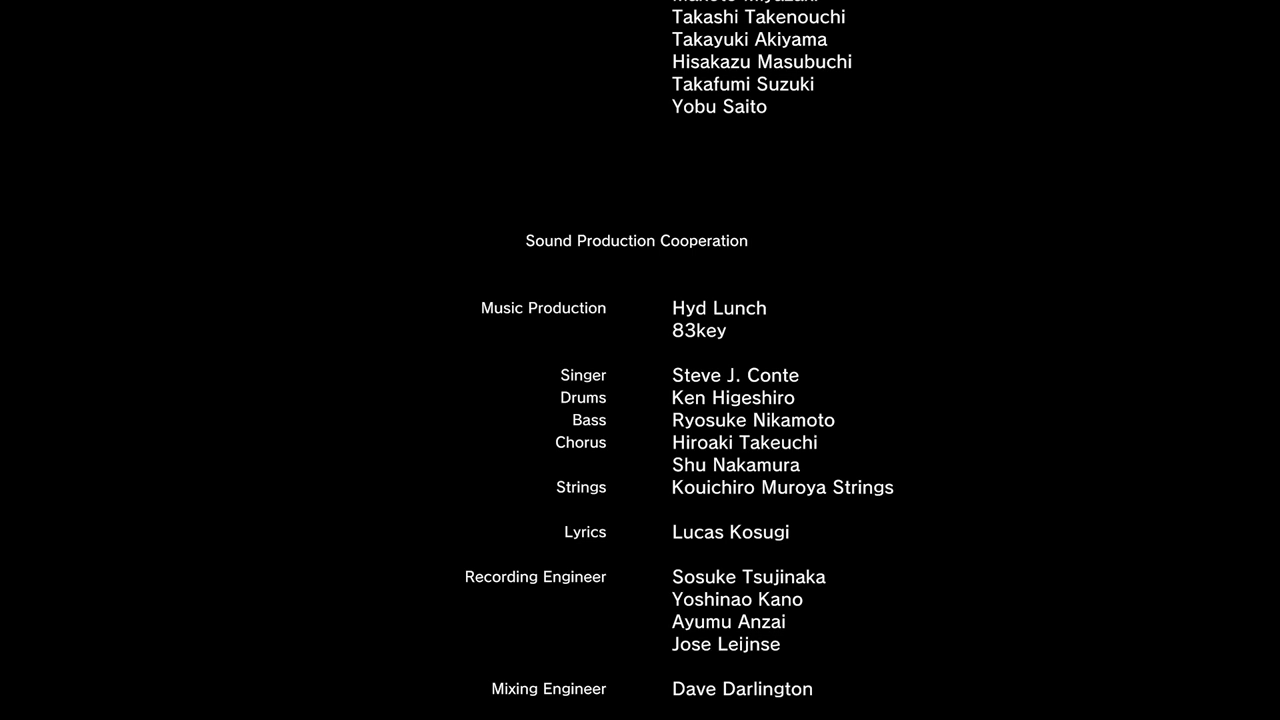 Takashi Takenouchi
Takayuki Akiyama
Hisakazu Masubuchi
Takafumi Suzuki
Yobu Saito
Sound Production Cooperation
Music Production Hyd Lunch
83key
Singer Steve J. Conte
Drums Ken Higeshiro
Bass Ryosuke Nikamoto
Chorus Hiroaki Takeuchi
Shu Nakamura
Strings Kouichiro Muroya Strings
Lyrics Lucas Kosugi
Recording Engineer Sosuke Tsujinaka
Yoshinao Kano
Ayumu Anzai
Jose Leijnse
Mixing Engineer Dave Darlington